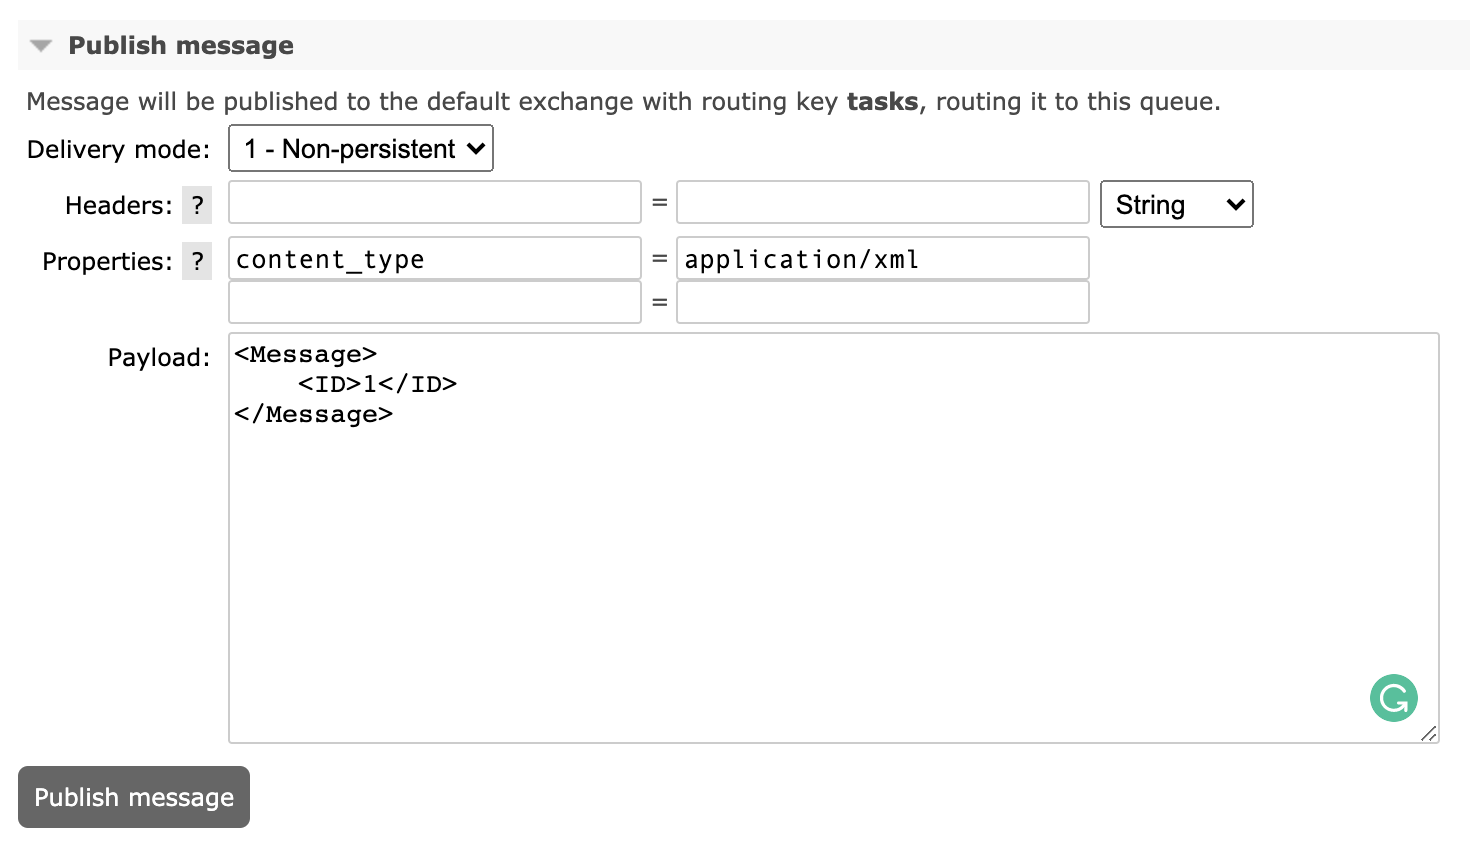 Publish message
Message will be published to the default exchange with routing key tasks, routing it to this queue.
Delivery mode: 1 - Non-persistent
Headers: ? = String
Properties: ? content_type = application/xml
=
Payload: <Message>
    <ID>1</ID>
</Message>
G
Publish message